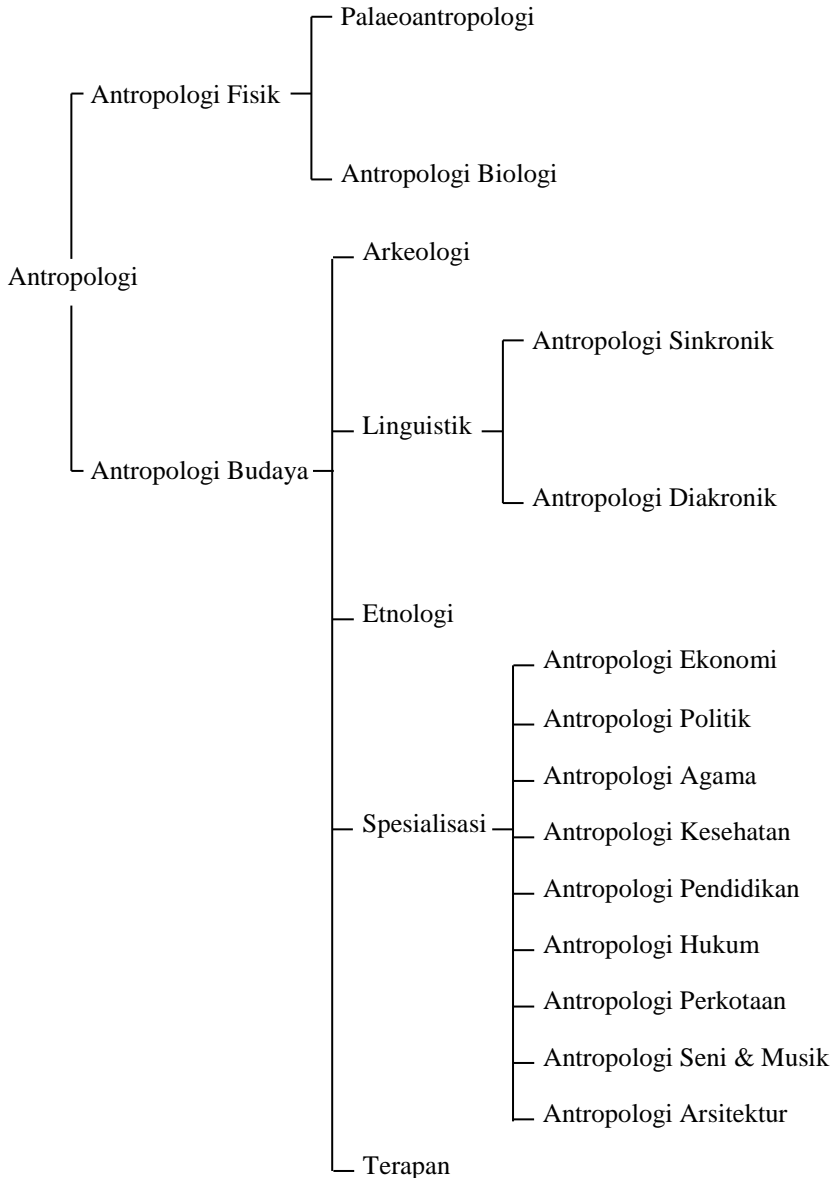 Palaeoantropologi
Antropologi Fisik
Antropologi Biologi
Arkeologi
Antropologi
Antropologi Sinkronik
Linguistik
Antropologi Budaya
Antropologi Diakronik
Etnologi
Antropologi Ekonomi
Antropologi Politik
Antropologi Agama
Spesialisasi
Antropologi Kesehatan
Antropologi Pendidikan
Antropologi Hukum
Antropologi Perkotaan
Antropologi Seni & Musik
Antropologi Arsitektur
Terapan